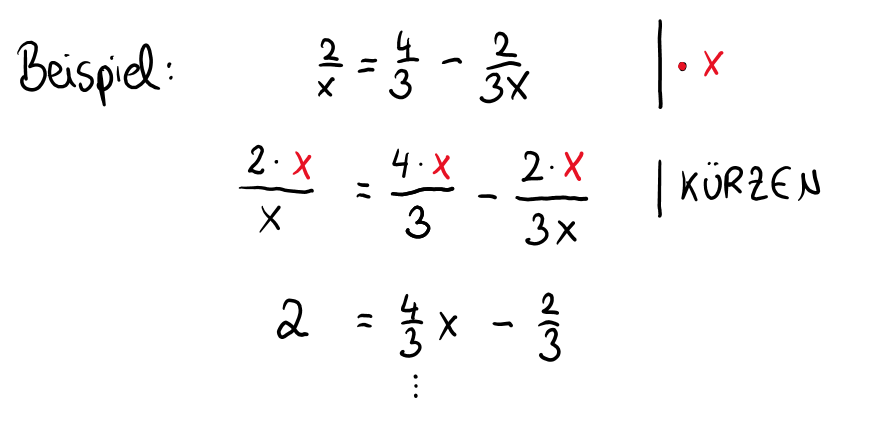 Beispiel: 2/x = 4/3 - 2/3x | · x
2·x/x = 4·x/3 - 2·x/3x | KÜRZEN
2 = 4/3 x - 2/3
⋮